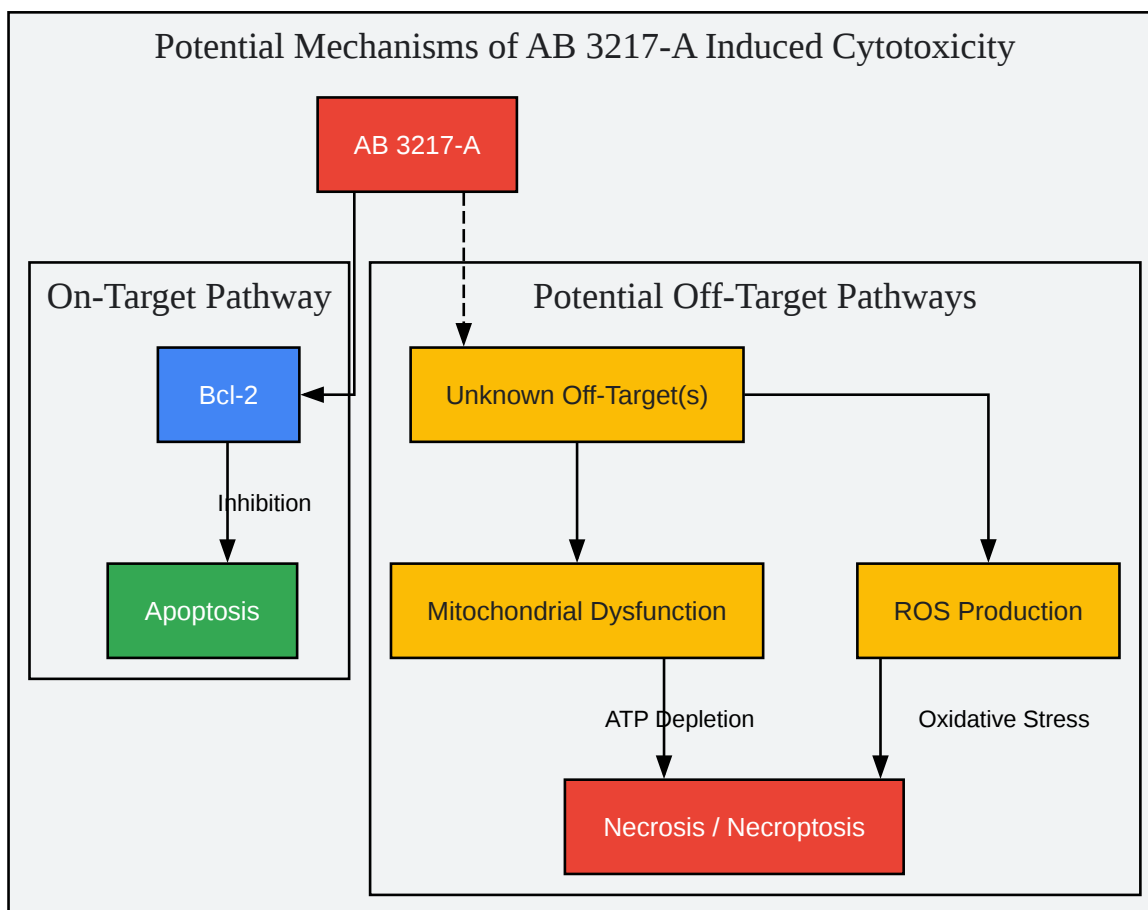 Potential Mechanisms of AB 3217-A Induced Cytotoxicity
AB 3217-A
On-Target Pathway
Potential Off-Target Pathways
Bcl-2
Unknown Off-Target(s)
Inhibition
Apoptosis
Mitochondrial Dysfunction
ROS Production
ATP Depletion
Oxidative Stress
Necrosis / Necroptosis